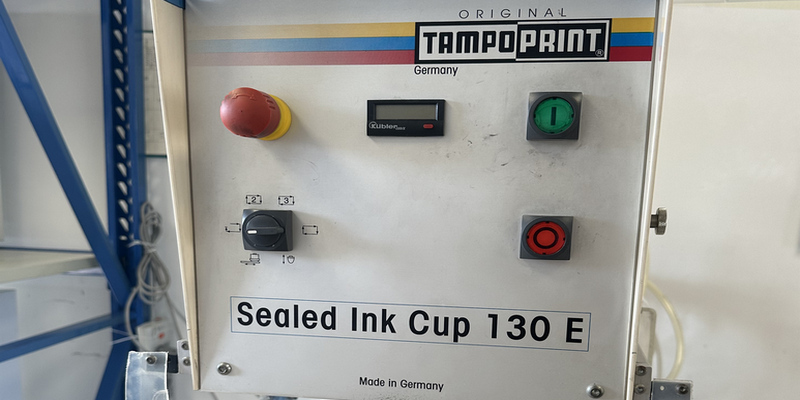 ORIGINAL
TAMPOPRINT®
Germany
Kübler
2 3
Sealed Ink Cup 130 E
Made in Germany